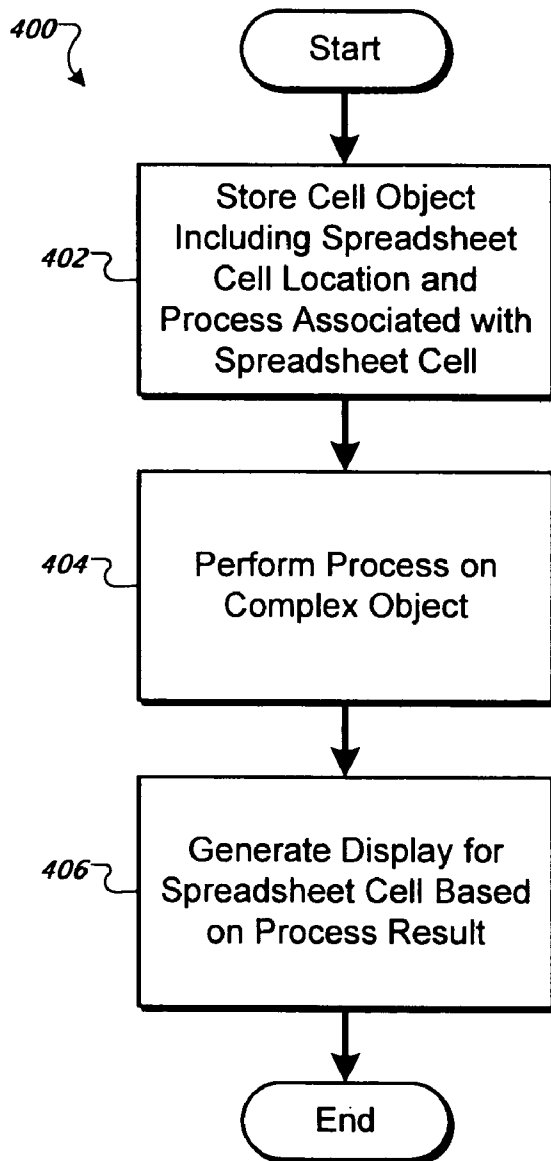 400
Start
402
Store Cell Object
Including Spreadsheet
Cell Location and
Process Associated with
Spreadsheet Cell
404
Perform Process on
Complex Object
406
Generate Display for
Spreadsheet Cell Based
on Process Result
End